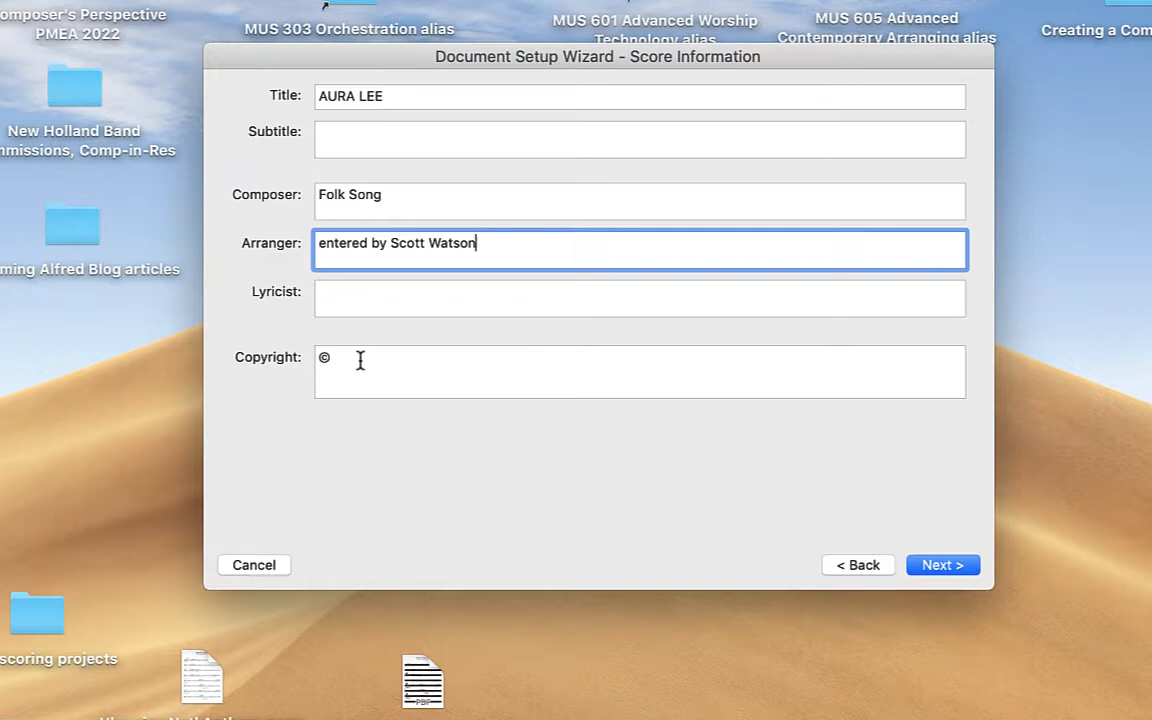 omposer's Perspective
PMEA 2022
MUS 303 Orchestration alias
MUS 601 Advanced Worship
Technology alias
MUS 605 Advanced
Contemporary Arranging alias
Creating a Com
Document Setup Wizard - Score Information
Title: AURA LEE
Subtitle:
Composer: Folk Song
Arranger: entered by Scott Watson
Lyricist:
Copyright: ©
New Holland Band
mmissions, Comp-in-Res
ming Alfred Blog articles
Cancel
< Back
Next >
scoring projects
PDF